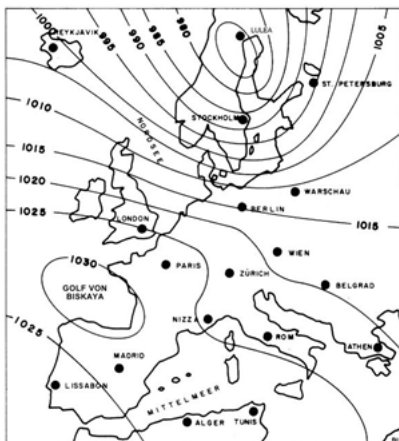 1000
995
990
985
980
1005
REYKJAVIK
LULEA
ST. PETERSBURG
1010
NORDSEE
STOCKHOLM
1015
1020
WARSCHAU
BERLIN
1025
LONDON
1015
WIEN
PARIS
ZÜRICH
1030
BELGRAD
GOLF VON
BISKAYA
NIZZA
1025
ROM
ATHEN
MADRID
MITTELMEER
LISSABON
ALGER
TUNIS